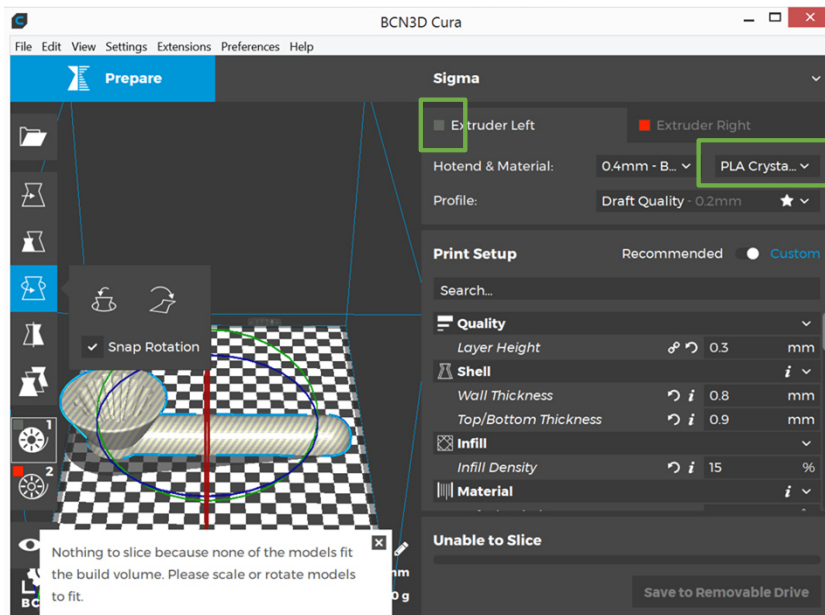 BCN3D Cura
File Edit View Settings Extensions Preferences Help
Prepare
Sigma
Extruder Left
Extruder Right
Hotend & Material:
0.4mm - B...
PLA Crysta...
Profile:
Draft Quality - 0.2mm
Print Setup
Recommended
Custom
Search...
Quality
Layer Height
0.3
mm
Shell
i
Wall Thickness
i
0.8
mm
Top/Bottom Thickness
i
0.9
mm
Infill
Infill Density
i
15
%
Material
i
Snap Rotation
1
2
Nothing to slice because none of the models fit
the build volume. Please scale or rotate models
to fit.
mm
0 g
BC
Unable to Slice
Save to Removable Drive